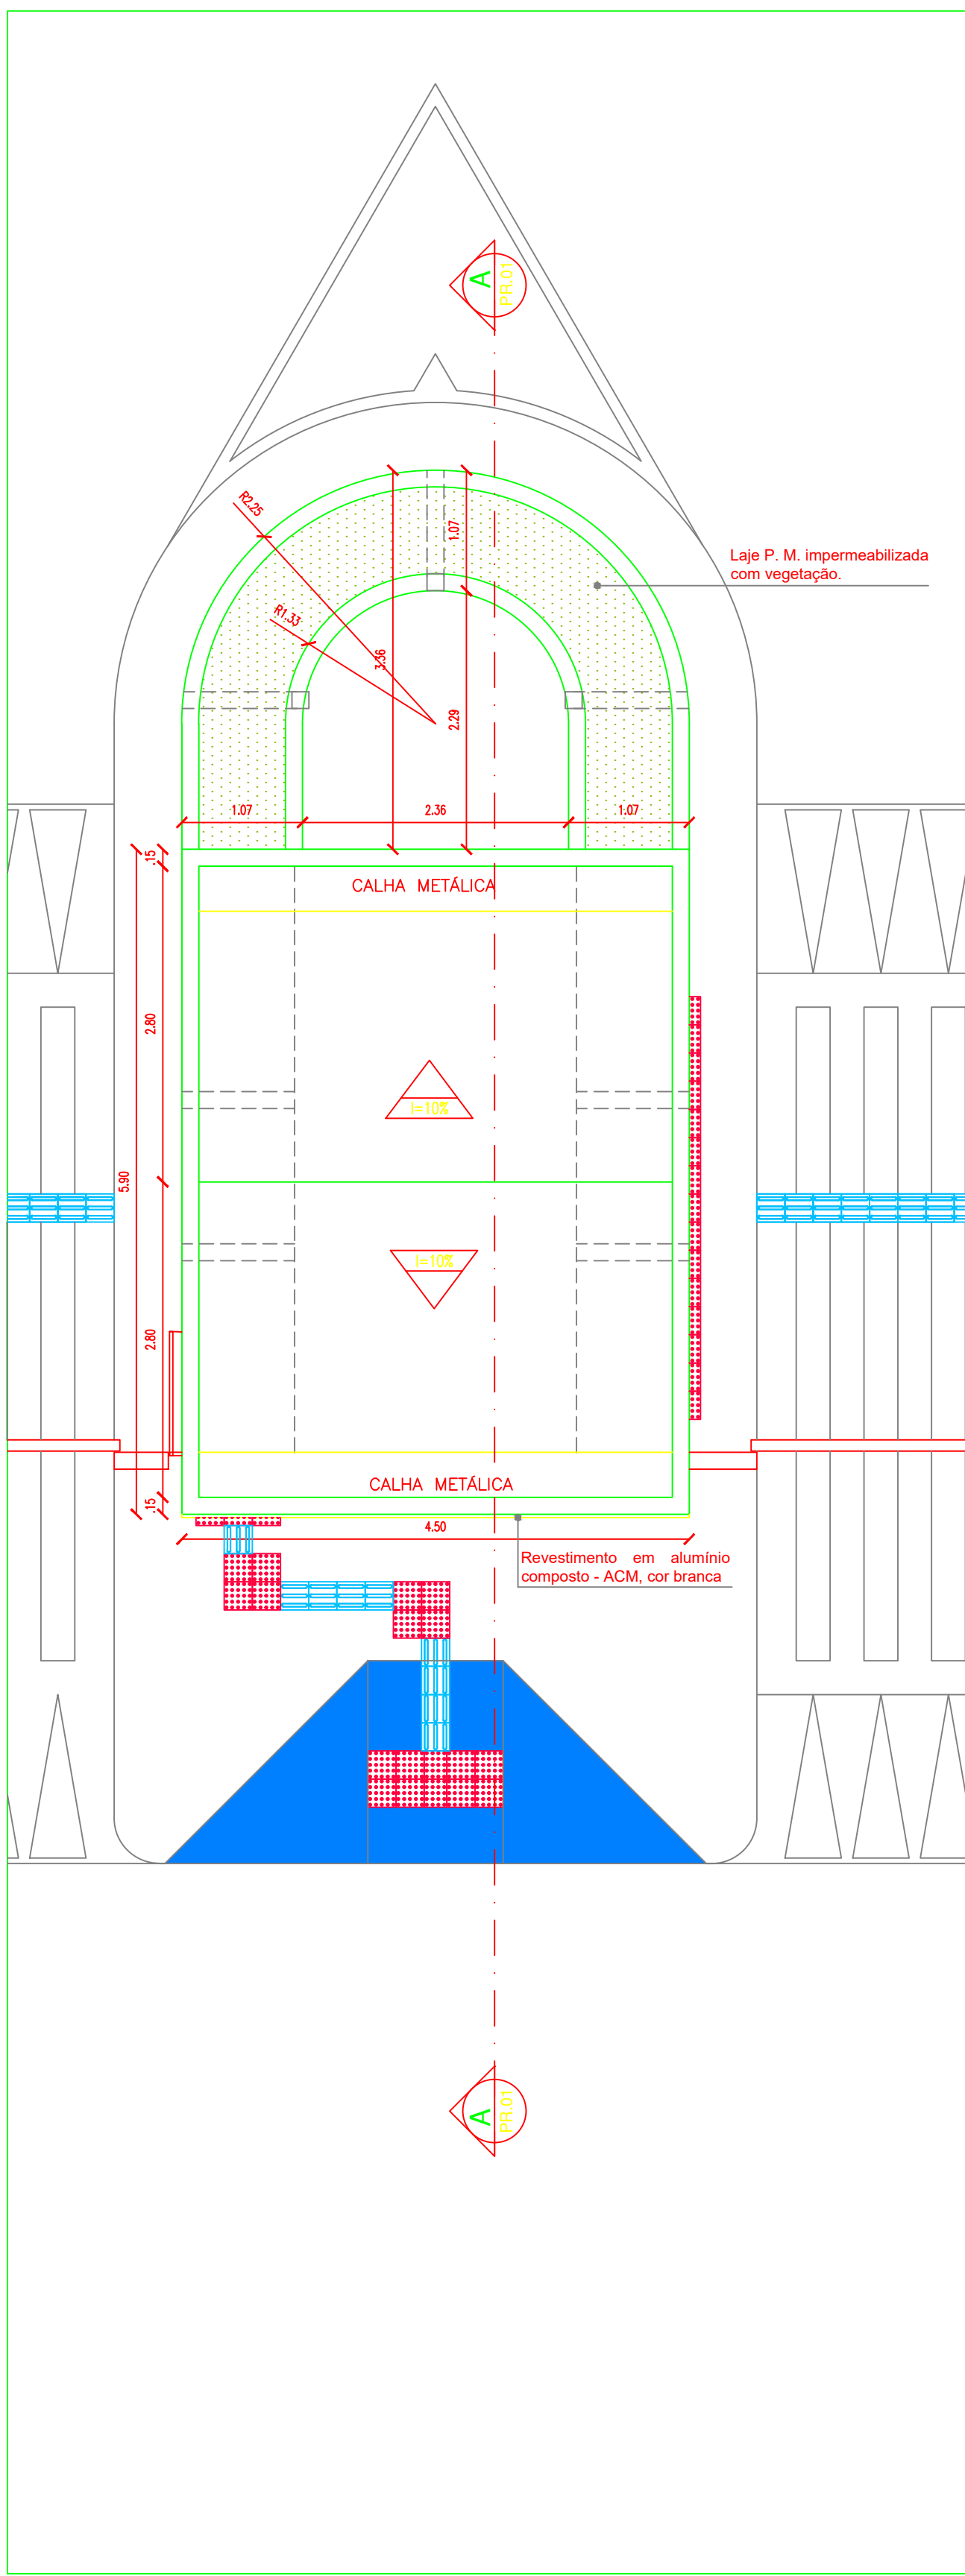 A
PR.01
R2.25
1.07
Laje P. M. impermeabilizada
com vegetação.
R1.33
3.36
2.29
1.07
2.36
1.07
.15
CALHA METÁLICA
2.80
I=10%
5.90
I=10%
2.80
CALHA METÁLICA
.15
4.50
Revestimento em alumínio
composto - ACM, cor branca
A
PR.01